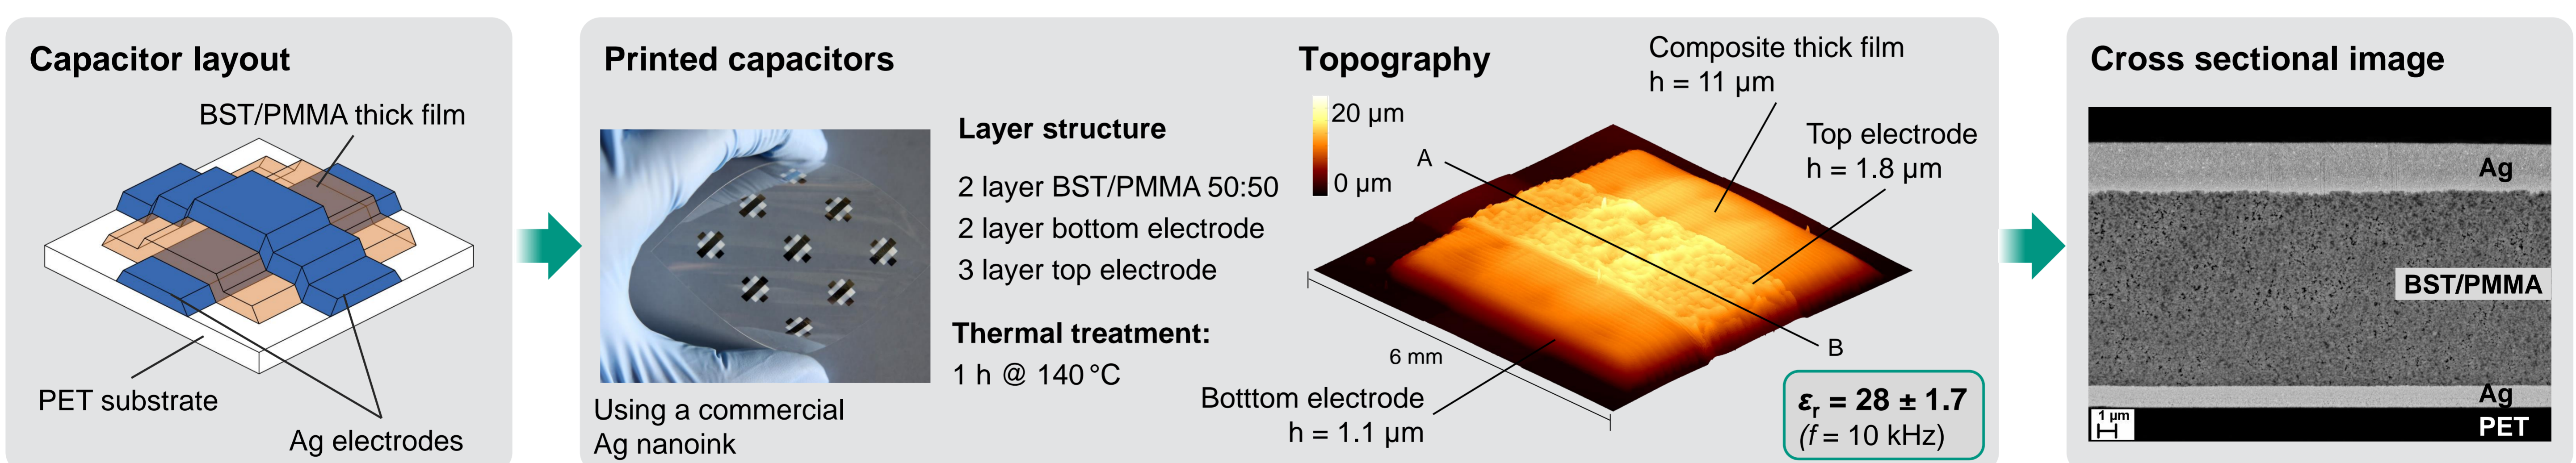 Capacitor layout
BST/PMMA thick film
PET substrate
Ag electrodes
Printed capacitors
Using a commercial
Ag nanoink
Layer structure
2 layer BST/PMMA 50:50
2 layer bottom electrode
3 layer top electrode
Thermal treatment:
1 h @ 140 °C
Topography
20 µm
0 µm
Composite thick film
h = 11 µm
Top electrode
h = 1.8 µm
A
B
6 mm
Botttom electrode
h = 1.1 µm
εr = 28 ± 1.7
(f = 10 kHz)
Cross sectional image
Ag
BST/PMMA
Ag
1 µm
PET